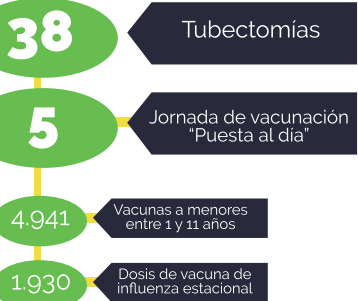 38
Tubectomías
5
Jornada de vacunación
“Puesta al día”
4.941
Vacunas a menores
entre 1 y 11 años
1.930
Dosis de vacuna de
influenza estacional